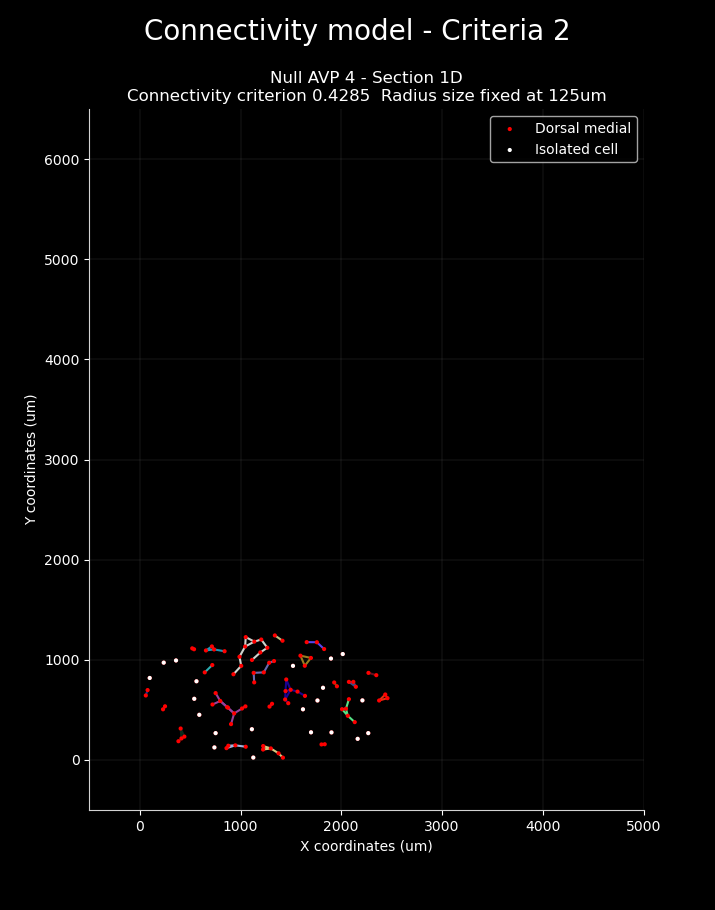 Connectivity model - Criteria 2
Null AVP 4 - Section 1D
Connectivity criterion 0.4285  Radius size fixed at 125um
Dorsal medial
Isolated cell
6000
5000
4000
3000
2000
1000
0
Y coordinates (um)
0 1000 2000 3000 4000 5000
X coordinates (um)